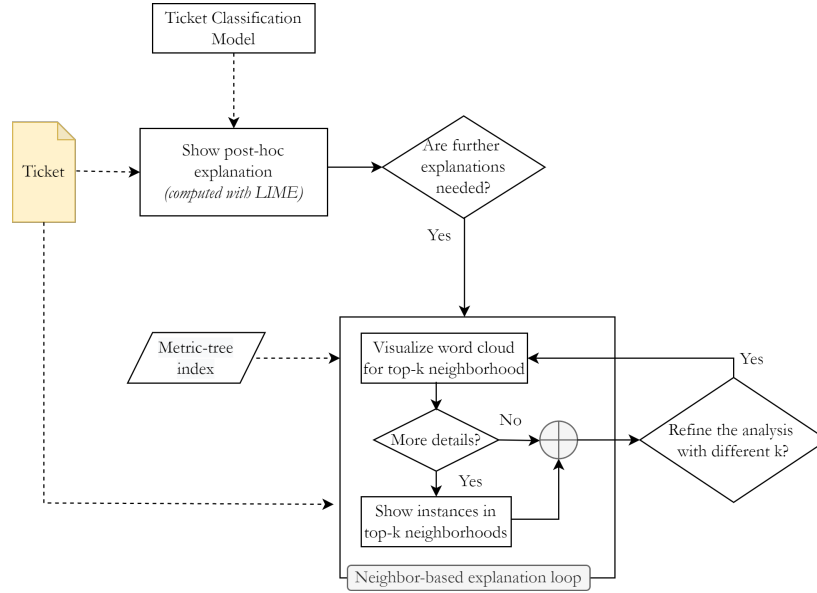 Ticket Classification
Model
Ticket
Show post-hoc
explanation
(computed with LIME)
Are further
explanations
needed?
Yes
Metric-tree
index
Visualize word cloud
for top-k neighborhood
Yes
More details?
No
Refine the analysis
with different k?
Yes
Show instances in
top-k neighborhoods
Neighbor-based explanation loop